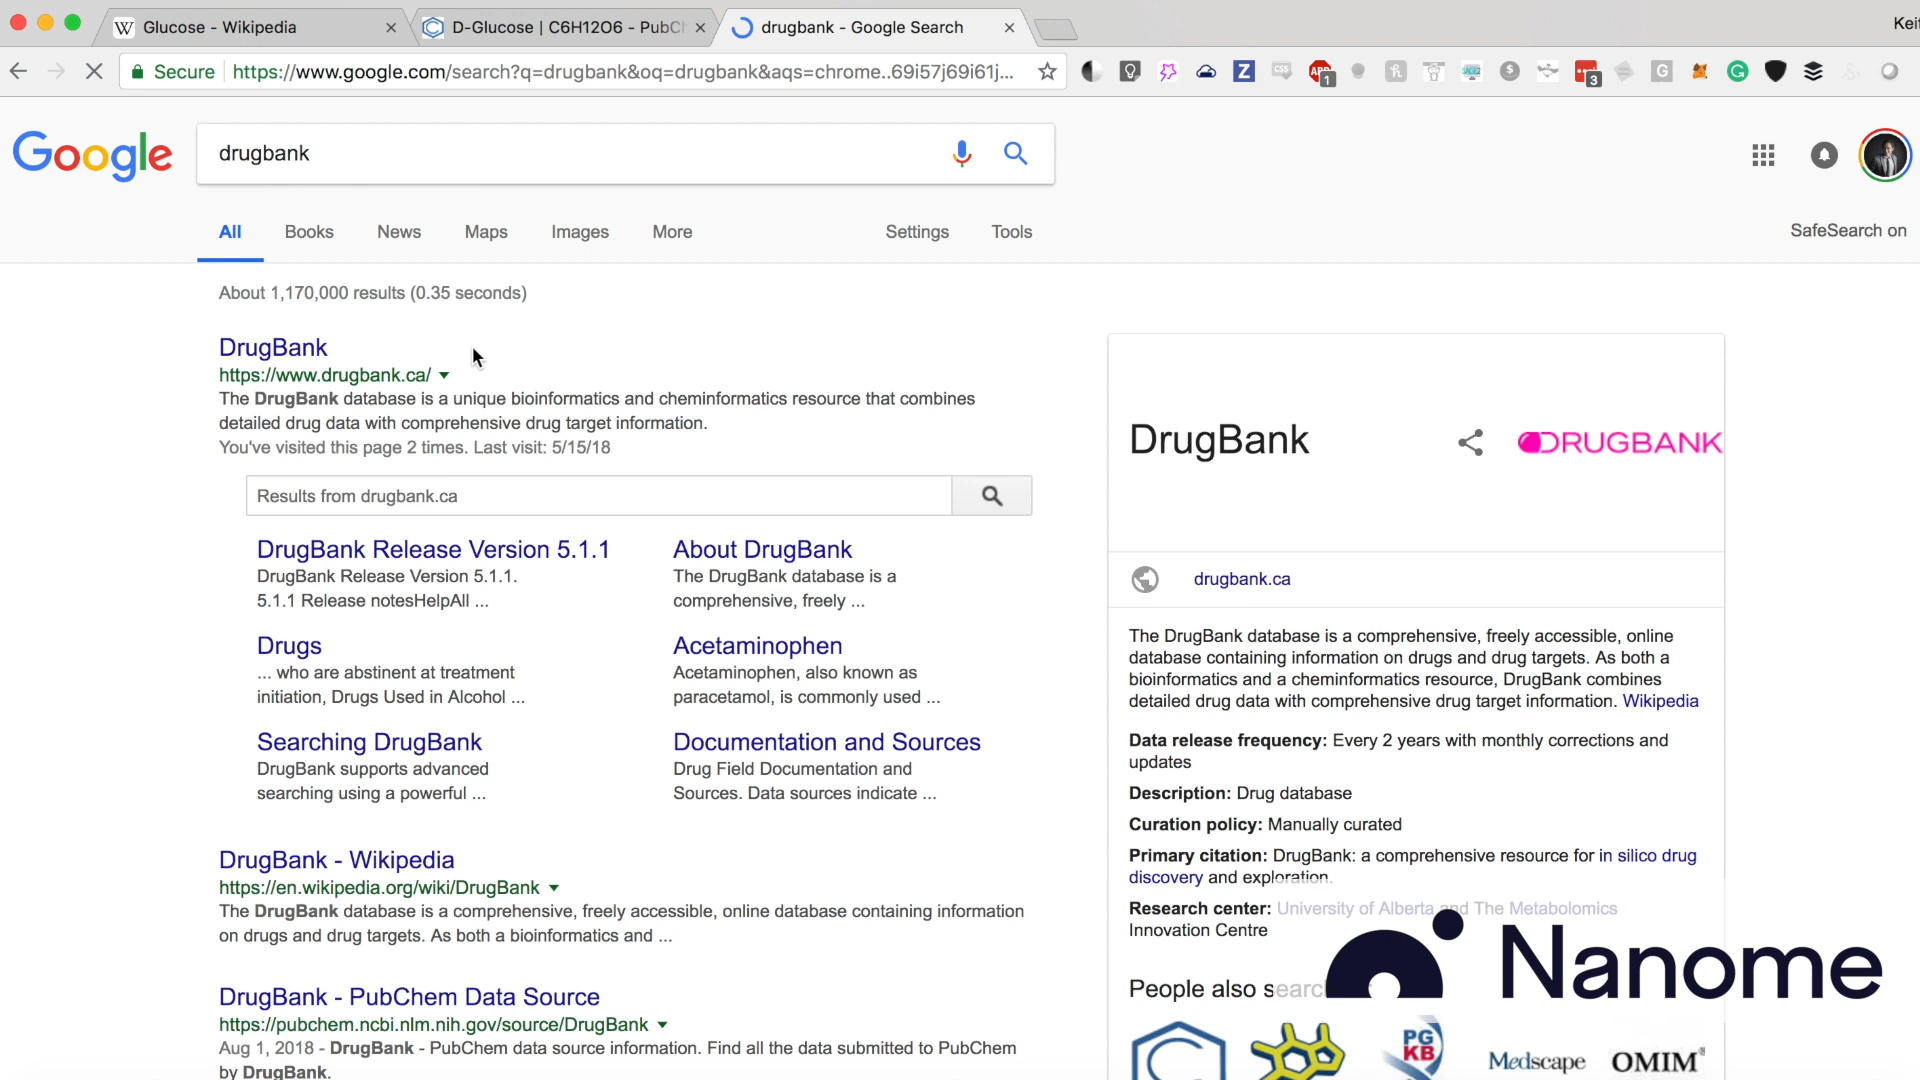 Glucose - Wikipedia
D-Glucose | C6H12O6 - PubCh
drugbank - Google Search
Secure
https://www.google.com/search?q=drugbank&oq=drugbank&aqs=chrome..69i57j69i61j...
Google
drugbank
All Books News Maps Images More Settings Tools
SafeSearch on
About 1,170,000 results (0.35 seconds)
DrugBank
https://www.drugbank.ca/
The DrugBank database is a unique bioinformatics and cheminformatics resource that combines
detailed drug data with comprehensive drug target information.
You've visited this page 2 times. Last visit: 5/15/18
Results from drugbank.ca
DrugBank Release Version 5.1.1
DrugBank Release Version 5.1.1.
5.1.1 Release notesHelpAll ...
About DrugBank
The DrugBank database is a
comprehensive, freely ...
Drugs
... who are abstinent at treatment
initiation, Drugs Used in Alcohol ...
Acetaminophen
Acetaminophen, also known as
paracetamol, is commonly used ...
Searching DrugBank
DrugBank supports advanced
searching using a powerful ...
Documentation and Sources
Drug Field Documentation and
Sources. Data sources indicate ...
DrugBank - Wikipedia
https://en.wikipedia.org/wiki/DrugBank
The DrugBank database is a comprehensive, freely accessible, online database containing information
on drugs and drug targets. As both a bioinformatics and ...
DrugBank - PubChem Data Source
https://pubchem.ncbi.nlm.nih.gov/source/DrugBank
Aug 1, 2018 - DrugBank - PubChem data source information. Find all the data submitted to PubChem
by DrugBank.
DrugBank
DRUGBANK
drugbank.ca
The DrugBank database is a comprehensive, freely accessible, online
database containing information on drugs and drug targets. As both a
bioinformatics and a cheminformatics resource, DrugBank combines
detailed drug data with comprehensive drug target information. Wikipedia
Data release frequency: Every 2 years with monthly corrections and
updates
Description: Drug database
Curation policy: Manually curated
Primary citation: DrugBank: a comprehensive resource for in silico drug
discovery and exploration.
Research center: University of Alberta and The Metabolomics
Innovation Centre
People also search
Nanome
PG
KB
Medscape
OMIM